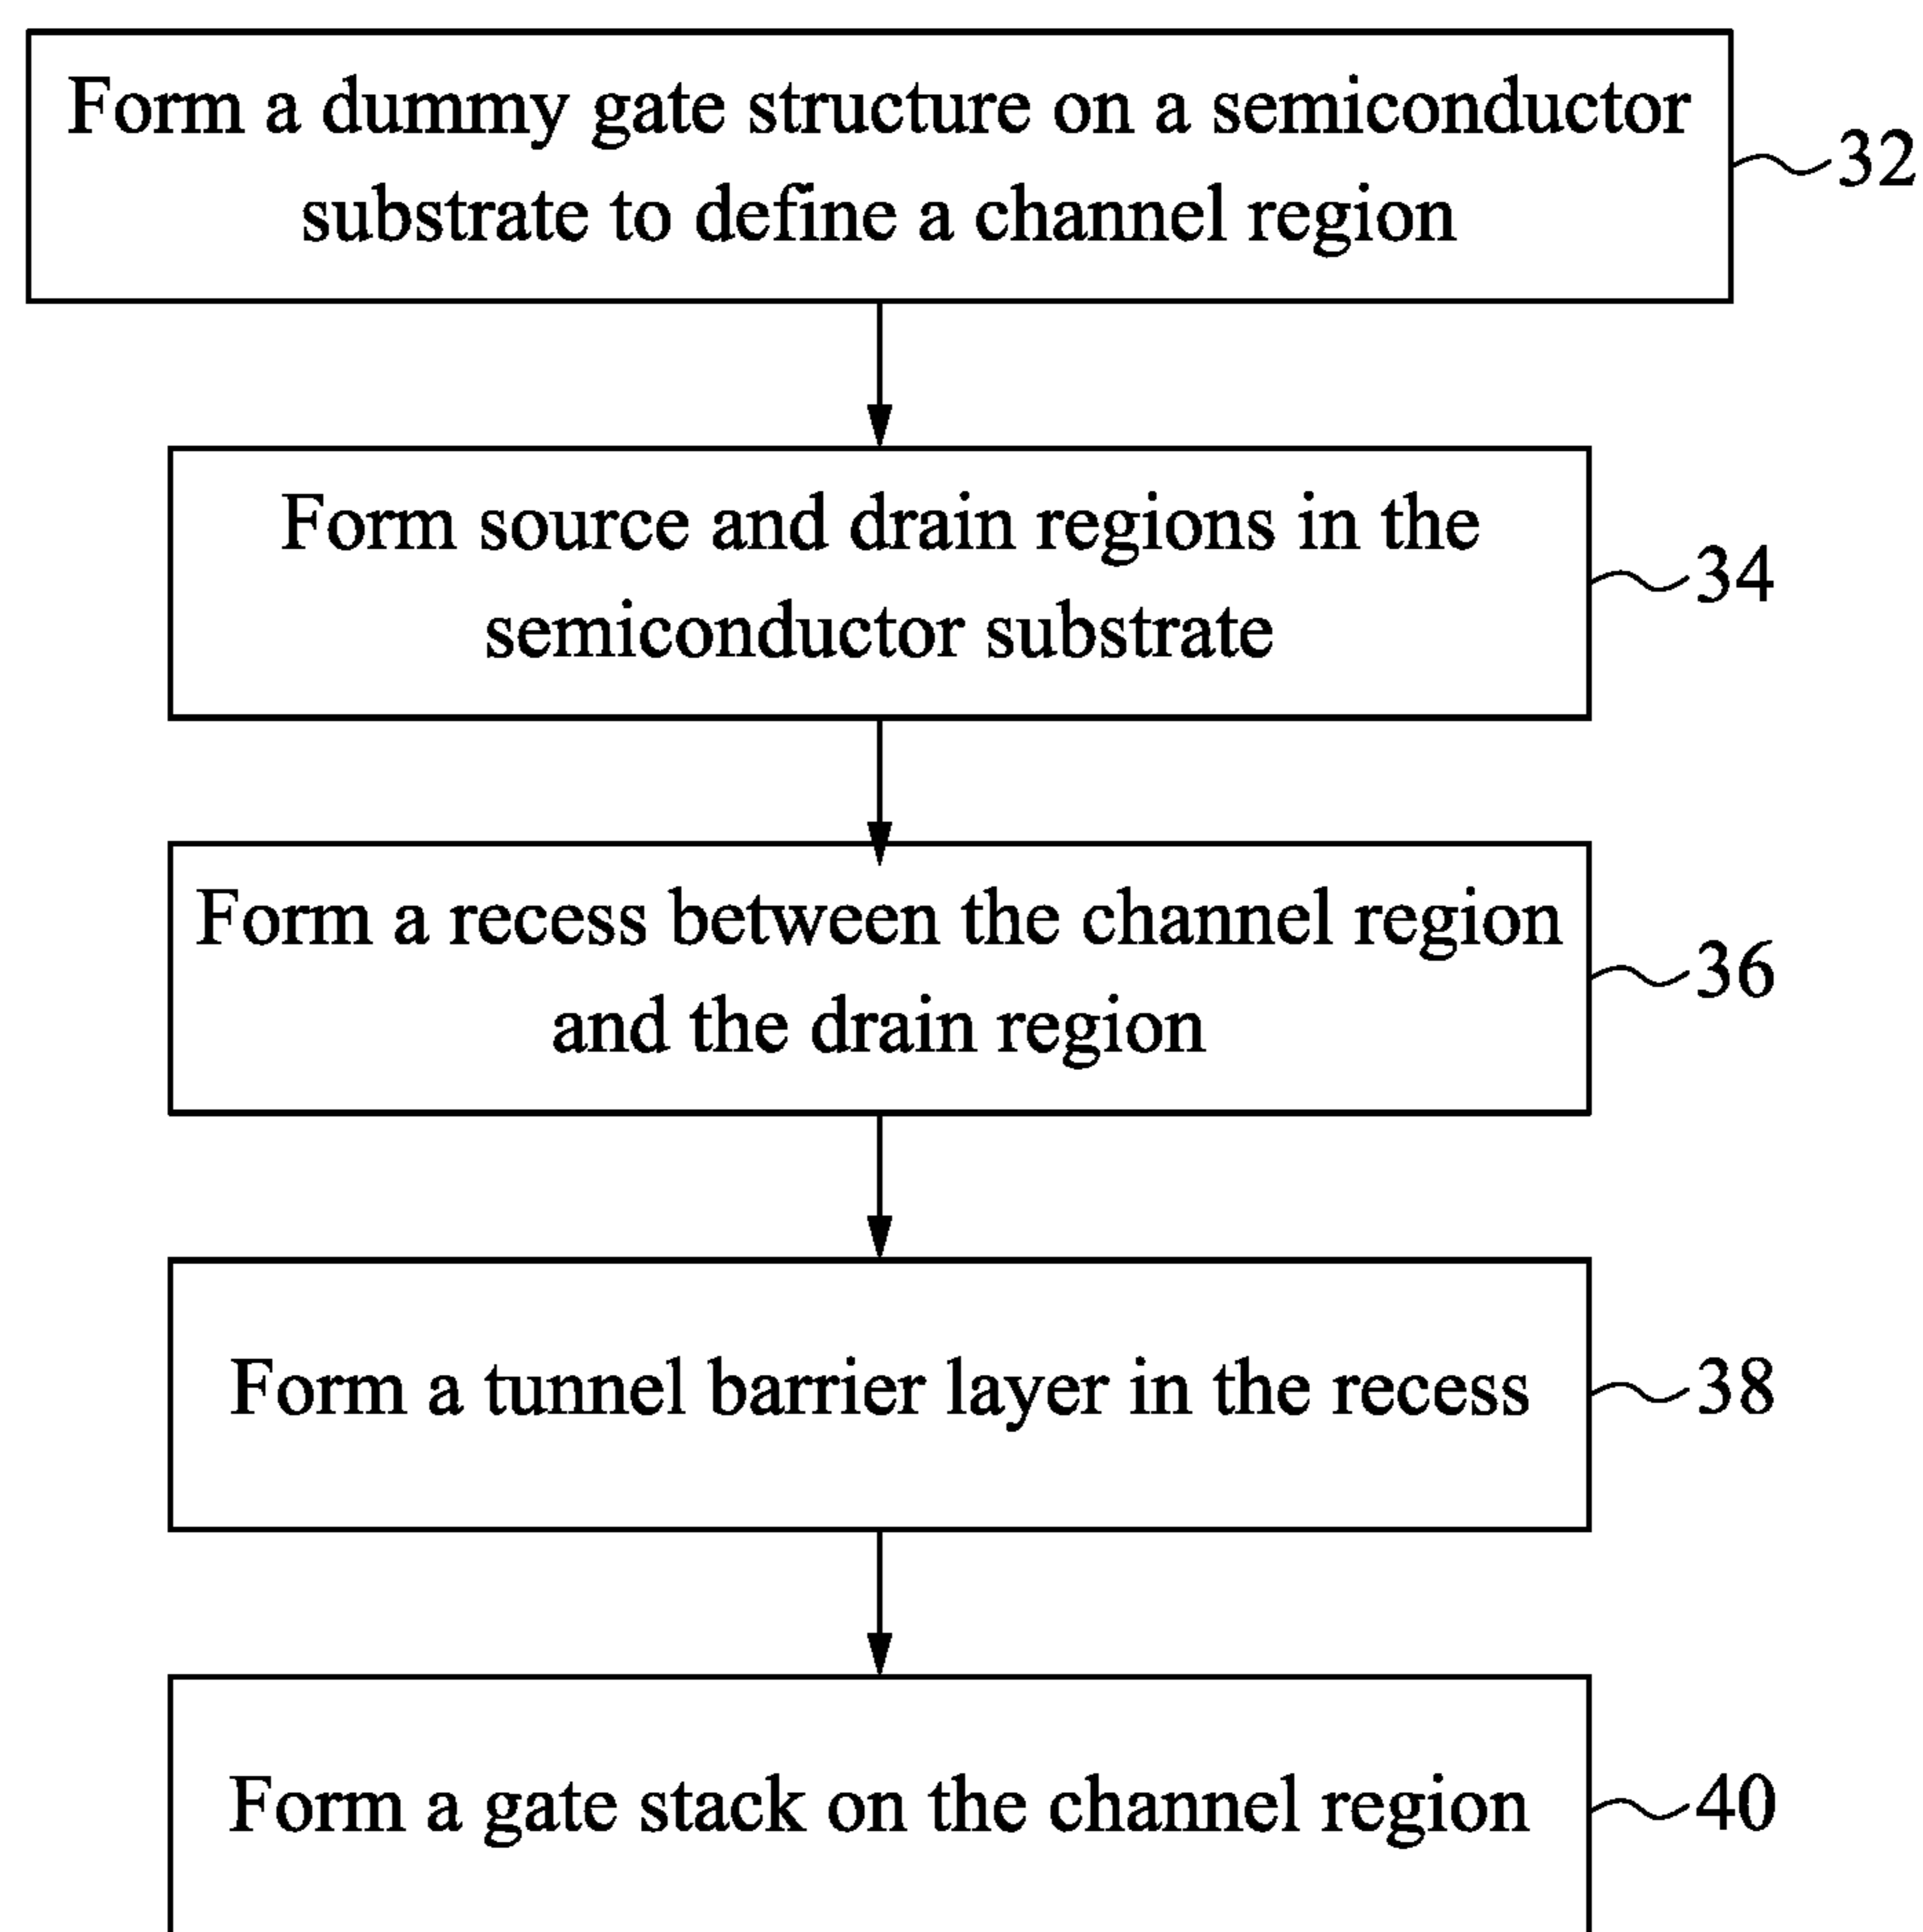 Form a dummy gate structure on a semiconductor
substrate to define a channel region
32
Form source and drain regions in the
semiconductor substrate
34
Form a recess between the channel region
and the drain region
36
Form a tunnel barrier layer in the recess
38
Form a gate stack on the channel region
40